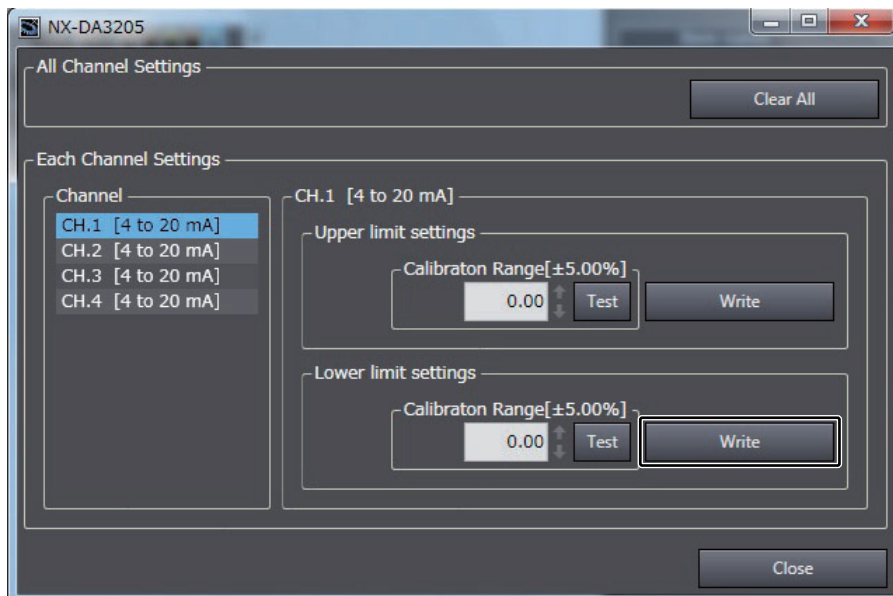 NX-DA3205
All Channel Settings
Clear All
Each Channel Settings
Channel
CH.1 [4 to 20 mA]
CH.2 [4 to 20 mA]
CH.3 [4 to 20 mA]
CH.4 [4 to 20 mA]
CH.1 [4 to 20 mA]
Upper limit settings
Calibraton Range[±5.00%]
0.00 Test Write
Lower limit settings
Calibraton Range[±5.00%]
0.00 Test Write
Close